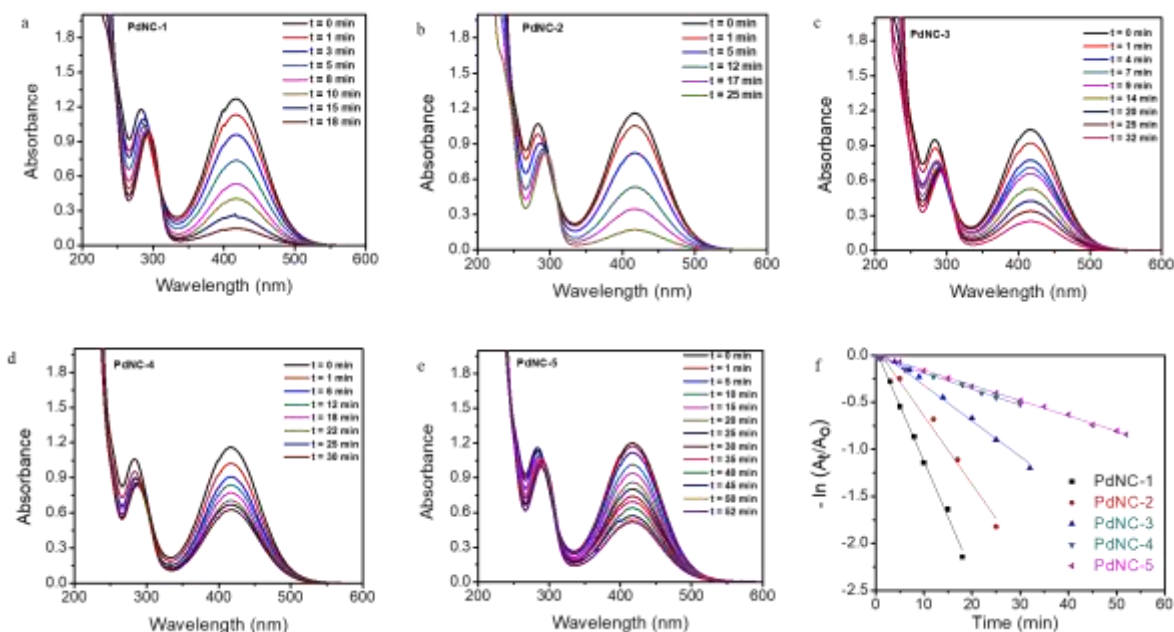 a
PdNC-1
t = 0 min
t = 1 min
t = 3 min
t = 5 min
t = 8 min
t = 10 min
t = 15 min
t = 18 min
1.8
1.5
1.2
0.9
0.6
0.3
0.0
Absorbance
200 300 400 500 600
Wavelength (nm)
b
PdNC-2
t = 0 min
t = 1 min
t = 5 min
t = 12 min
t = 17 min
t = 25 min
1.8
1.5
1.2
0.9
0.6
0.3
0.0
Absorbance
200 300 400 500 600
Wavelength (nm)
c
PdNC-3
t = 0 min
t = 1 min
t = 4 min
t = 7 min
t = 9 min
t = 14 min
t = 20 min
t = 25 min
t = 32 min
1.8
1.5
1.2
0.9
0.6
0.3
0.0
Absorbance
200 300 400 500 600
Wavelength (nm)
d
PdNC-4
t = 0 min
t = 1 min
t = 6 min
t = 12 min
t = 18 min
t = 22 min
t = 25 min
t = 30 min
1.8
1.5
1.2
0.9
0.6
0.3
0.0
Absorbance
200 300 400 500 600
Wavelength (nm)
e
PdNC-5
t = 0 min
t = 1 min
t = 5 min
t = 10 min
t = 15 min
t = 20 min
t = 25 min
t = 30 min
t = 35 min
t = 40 min
t = 45 min
t = 50 min
t = 52 min
1.8
1.5
1.2
0.9
0.6
0.3
0.0
Absorbance
200 300 400 500 600
Wavelength (nm)
f
0.0
-0.5
-1.0
-1.5
-2.0
-2.5
- ln (At/Ao)
PdNC-1
PdNC-2
PdNC-3
PdNC-4
PdNC-5
0 10 20 30 40 50 60
Time (min)